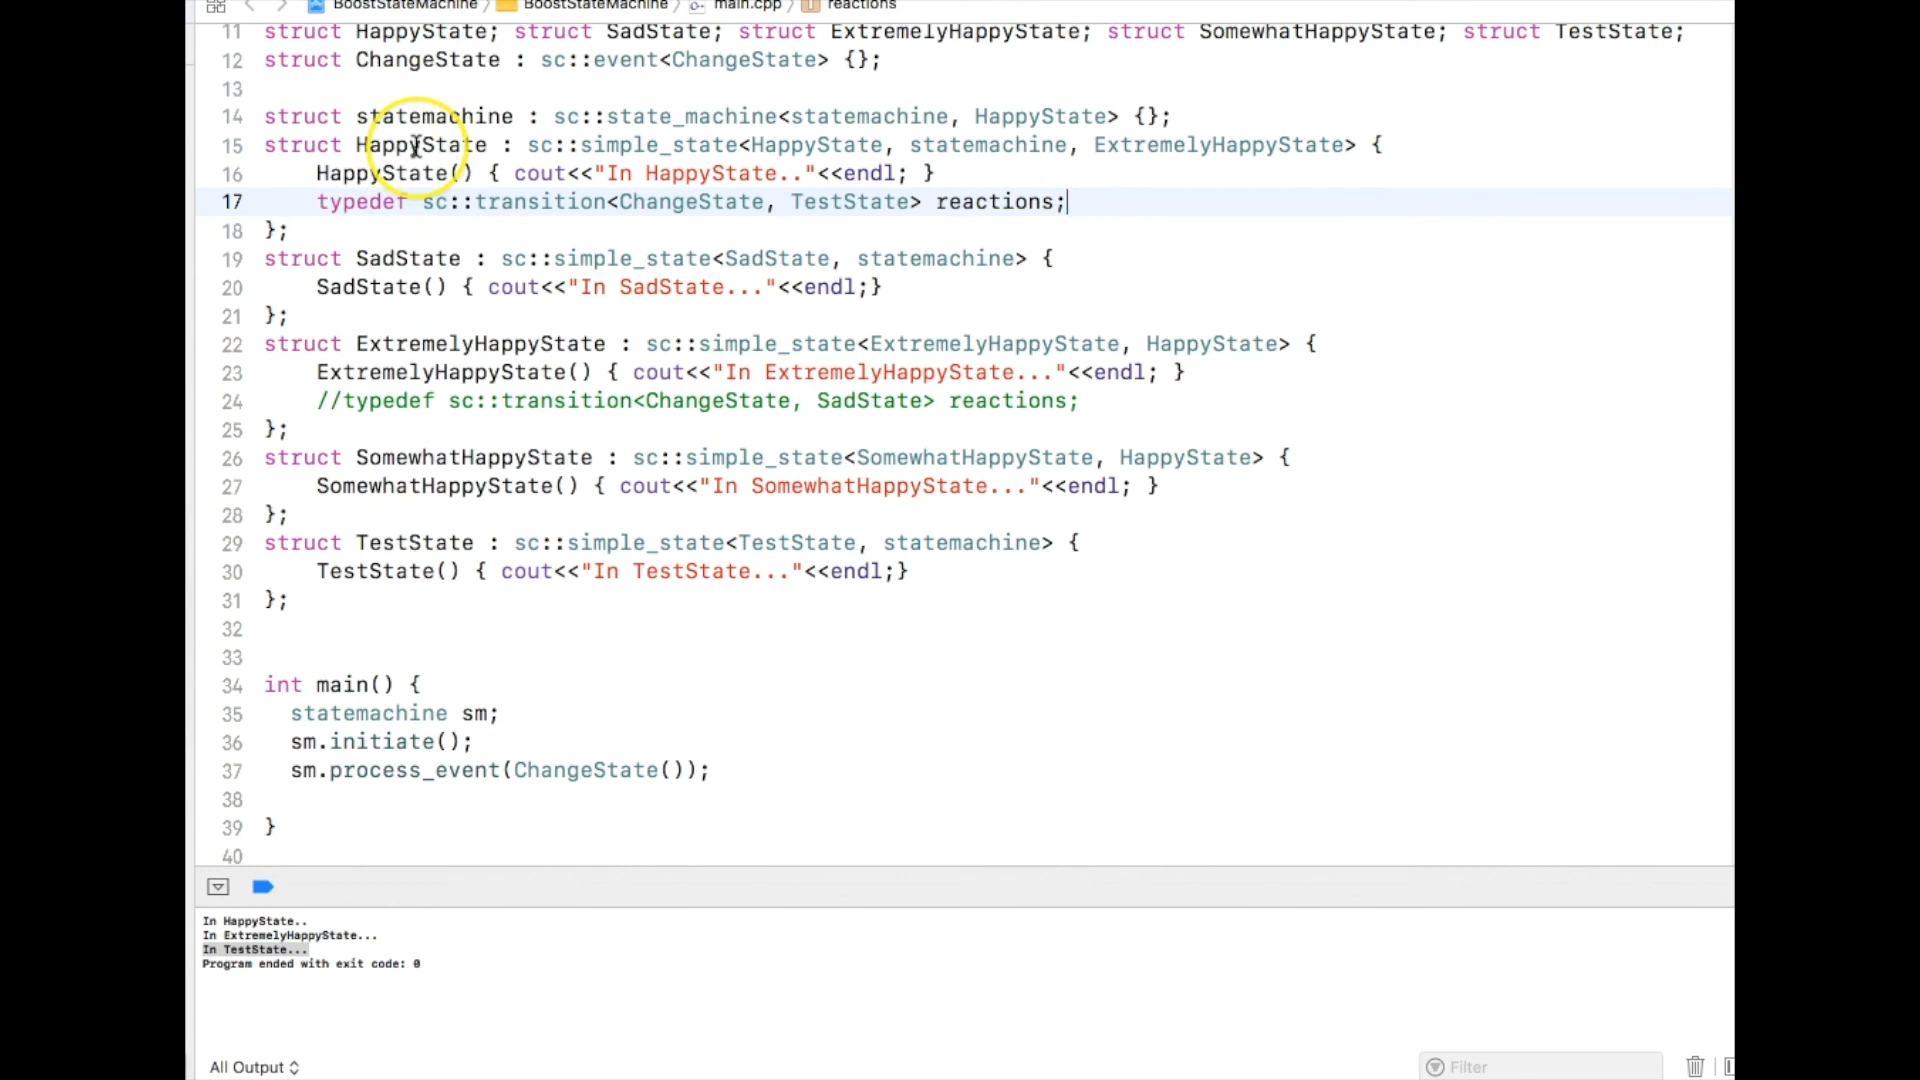 BoostStateMachine BoostStateMachine main.cpp reactions
11 struct HappyState; struct SadState; struct ExtremelyHappyState; struct SomewhatHappyState; struct TestState;
12 struct ChangeState : sc::event<ChangeState> {};
13
14 struct statemachine : sc::state_machine<statemachine, HappyState> {};
15 struct HappyState : sc::simple_state<HappyState, statemachine, ExtremelyHappyState> {
16     HappyState() { cout<<"In HappyState.."<<endl; }
17     typedef sc::transition<ChangeState, TestState> reactions;
18 };
19 struct SadState : sc::simple_state<SadState, statemachine> {
20     SadState() { cout<<"In SadState..."<<endl;}
21 };
22 struct ExtremelyHappyState : sc::simple_state<ExtremelyHappyState, HappyState> {
23     ExtremelyHappyState() { cout<<"In ExtremelyHappyState..."<<endl; }
24     //typedef sc::transition<ChangeState, SadState> reactions;
25 };
26 struct SomewhatHappyState : sc::simple_state<SomewhatHappyState, HappyState> {
27     SomewhatHappyState() { cout<<"In SomewhatHappyState..."<<endl; }
28 };
29 struct TestState : sc::simple_state<TestState, statemachine> {
30     TestState() { cout<<"In TestState..."<<endl;}
31 };
32
33
34 int main() {
35   statemachine sm;
36   sm.initiate();
37   sm.process_event(ChangeState());
38
39 }
40
In HappyState..
In ExtremelyHappyState...
In TestState...
Program ended with exit code: 0
All Output
Filter